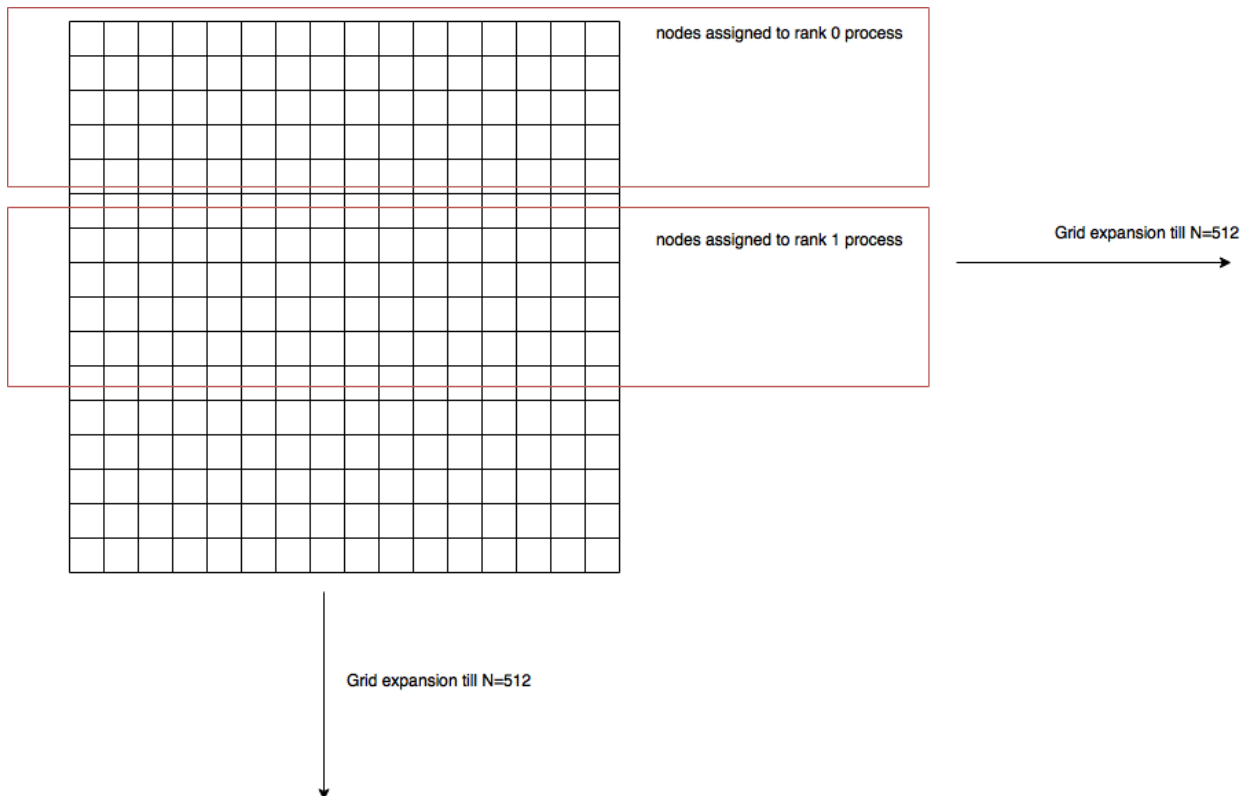 nodes assigned to rank 0 process
Grid expansion till N=512
nodes assigned to rank 1 process
Grid expansion till N=512